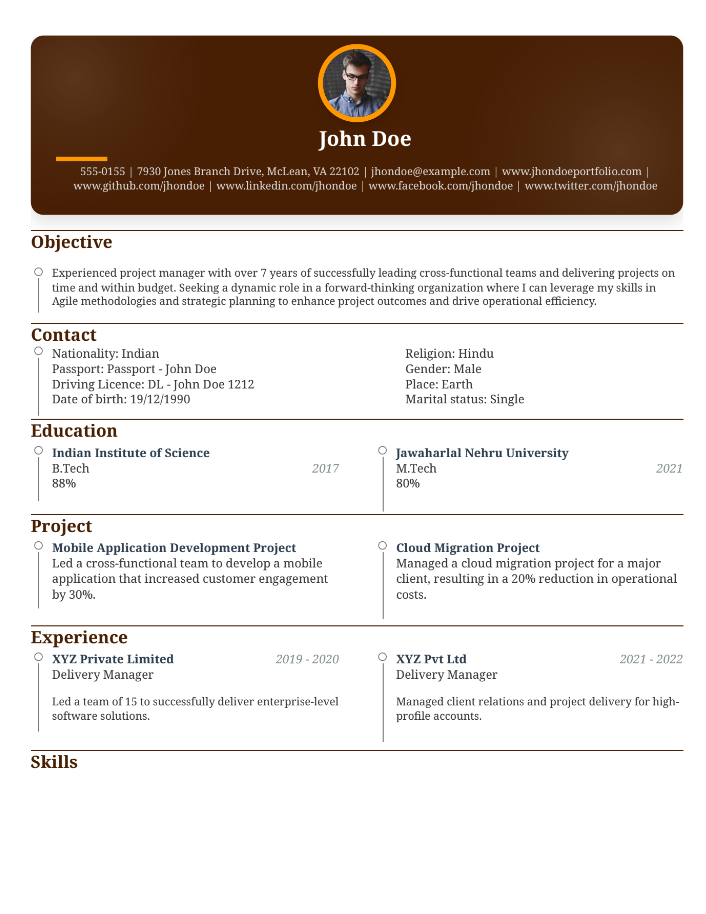 John Doe
555-0155 | 7930 Jones Branch Drive, McLean, VA 22102 | jhondoe@example.com | www.jhondoeportfolio.com |
www.github.com/jhondoe | www.linkedin.com/jhondoe | www.facebook.com/jhondoe | www.twitter.com/jhondoe
Objective
Experienced project manager with over 7 years of successfully leading cross-functional teams and delivering projects on
time and within budget. Seeking a dynamic role in a forward-thinking organization where I can leverage my skills in
Agile methodologies and strategic planning to enhance project outcomes and drive operational efficiency.
Contact
Nationality: Indian
Passport: Passport - John Doe
Driving Licence: DL - John Doe 1212
Date of birth: 19/12/1990
Religion: Hindu
Gender: Male
Place: Earth
Marital status: Single
Education
Indian Institute of Science
B.Tech 2017
88%
Jawaharlal Nehru University
M.Tech 2021
80%
Project
Mobile Application Development Project
Led a cross-functional team to develop a mobile
application that increased customer engagement
by 30%.
Cloud Migration Project
Managed a cloud migration project for a major
client, resulting in a 20% reduction in operational
costs.
Experience
XYZ Private Limited 2019 - 2020
Delivery Manager
Led a team of 15 to successfully deliver enterprise-level
software solutions.
XYZ Pvt Ltd 2021 - 2022
Delivery Manager
Managed client relations and project delivery for high-
profile accounts.
Skills